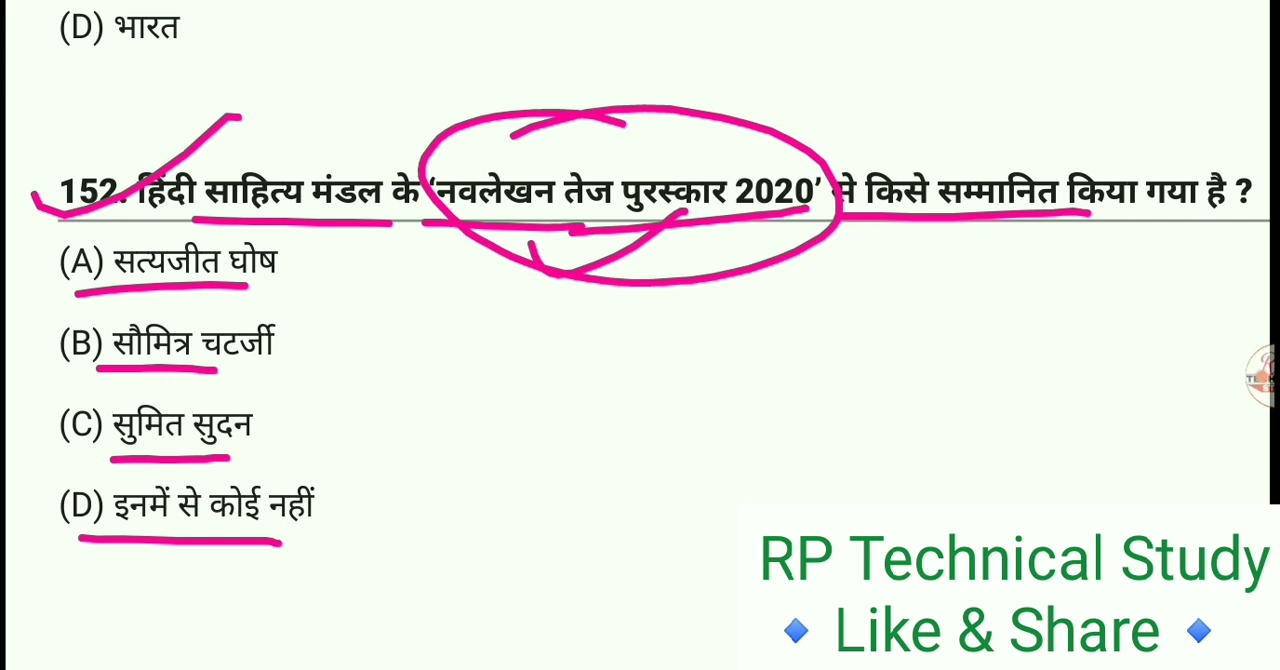 (D) भारत
152. हिंदी साहित्य मंडल के ‘नवलेखन तेज पुरस्कार 2020’ से किसे सम्मानित किया गया है ?
(A) सत्यजीत घोष
(B) सौमित्र चटर्जी
(C) सुमित सुदन
(D) इनमें से कोई नहीं
RP Technical Study
🔹 Like & Share 🔹